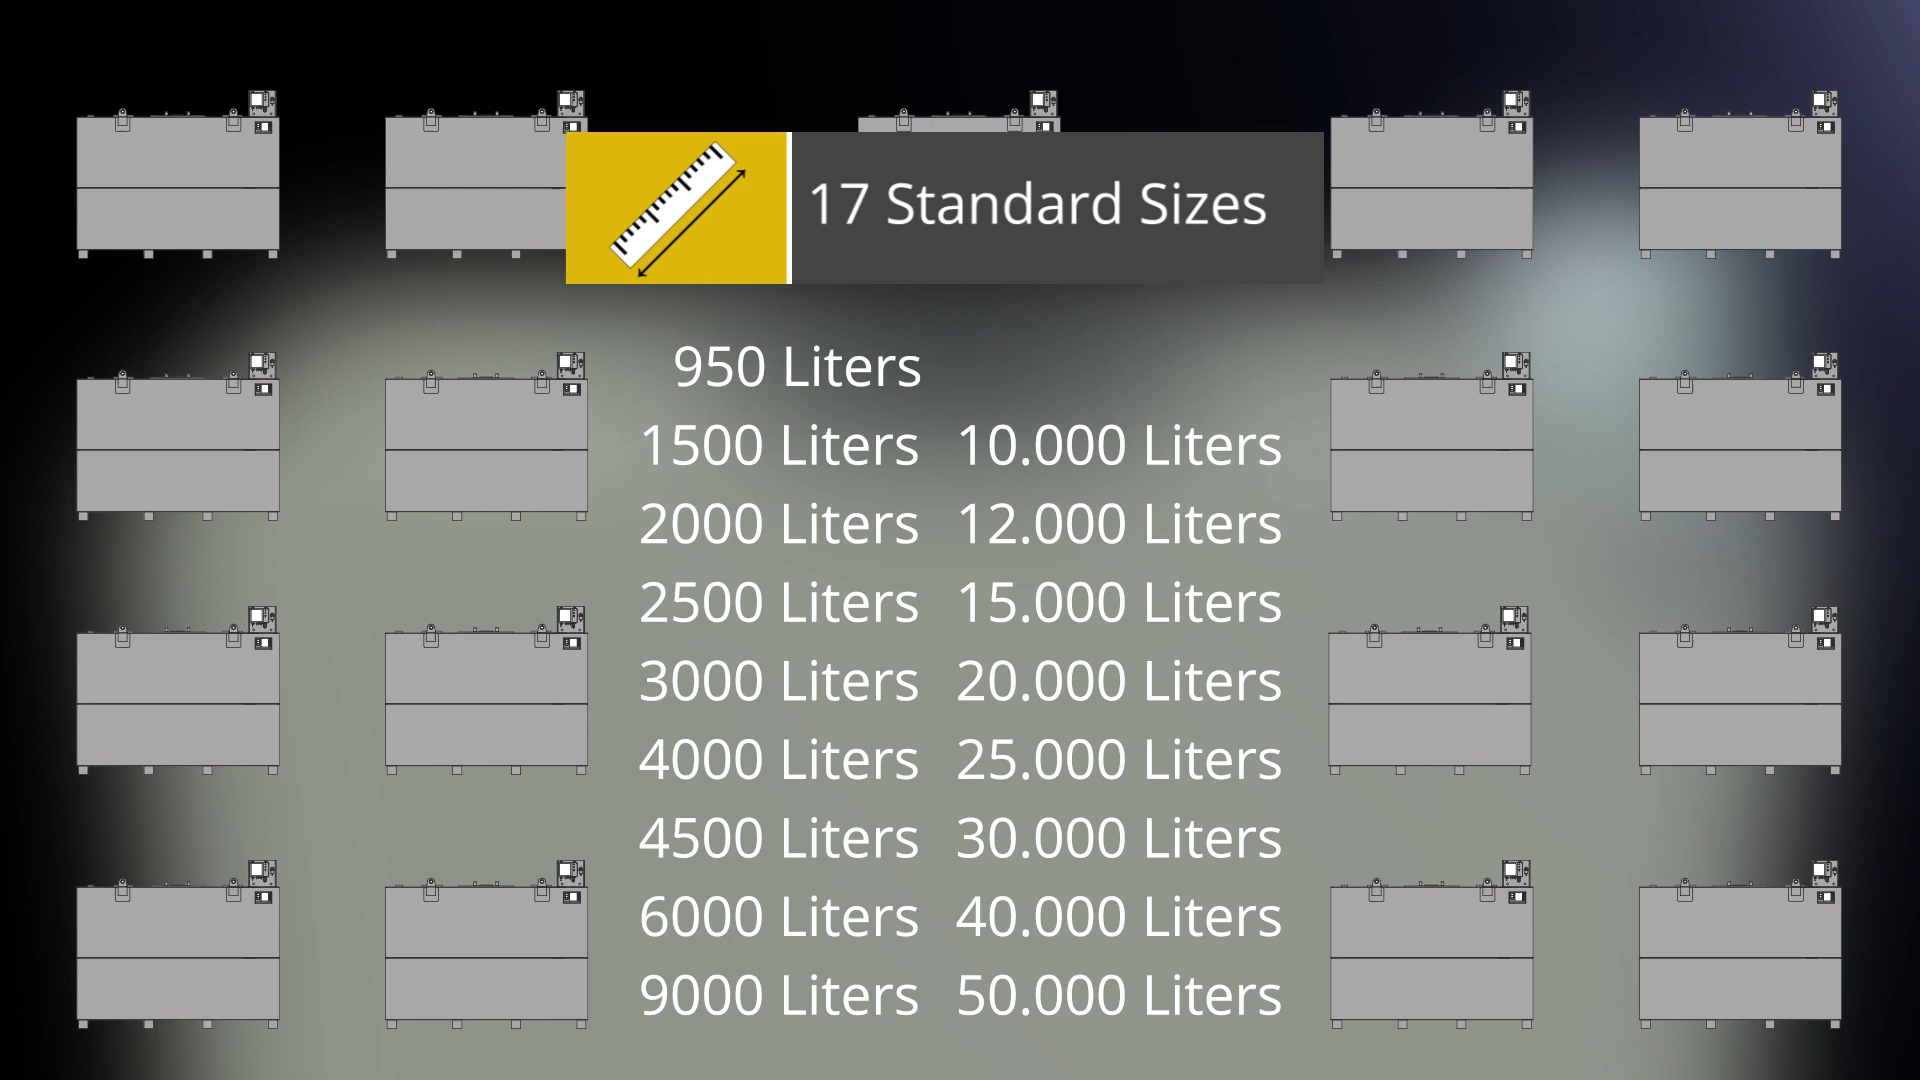 17 Standard Sizes
950 Liters
1500 Liters
2000 Liters
2500 Liters
3000 Liters
4000 Liters
4500 Liters
6000 Liters
9000 Liters
10.000 Liters
12.000 Liters
15.000 Liters
20.000 Liters
25.000 Liters
30.000 Liters
40.000 Liters
50.000 Liters